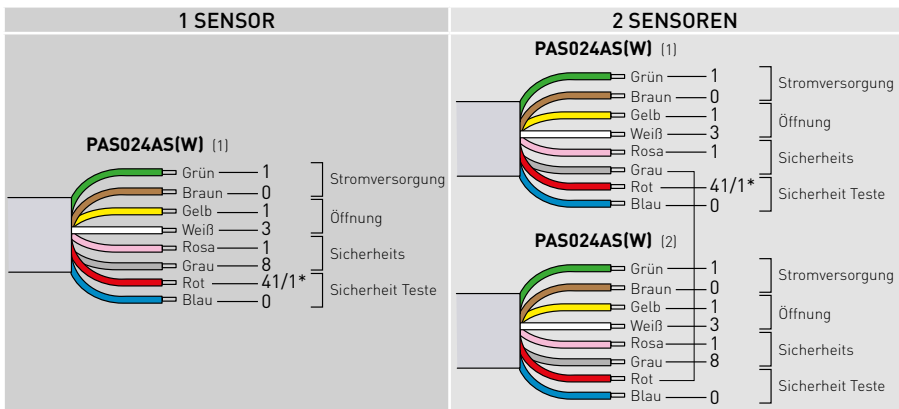 1 SENSOR
PAS024AS(W) (1)
Grün 1
Braun 0
Stromversorgung
Gelb 1
Weiß 3
Öffnung
Rosa 1
Grau 8
Sicherheits
Rot 41/1*
Blau 0
Sicherheit Teste
2 SENSOREN
PAS024AS(W) (1)
Grün 1
Braun 0
Stromversorgung
Gelb 1
Weiß 3
Öffnung
Rosa 1
Grau
Sicherheits
Rot 41/1*
Blau 0
Sicherheit Teste
PAS024AS(W) (2)
Grün 1
Braun 0
Stromversorgung
Gelb 1
Weiß 3
Öffnung
Rosa 1
Grau 8
Sicherheits
Rot
Blau 0
Sicherheit Teste